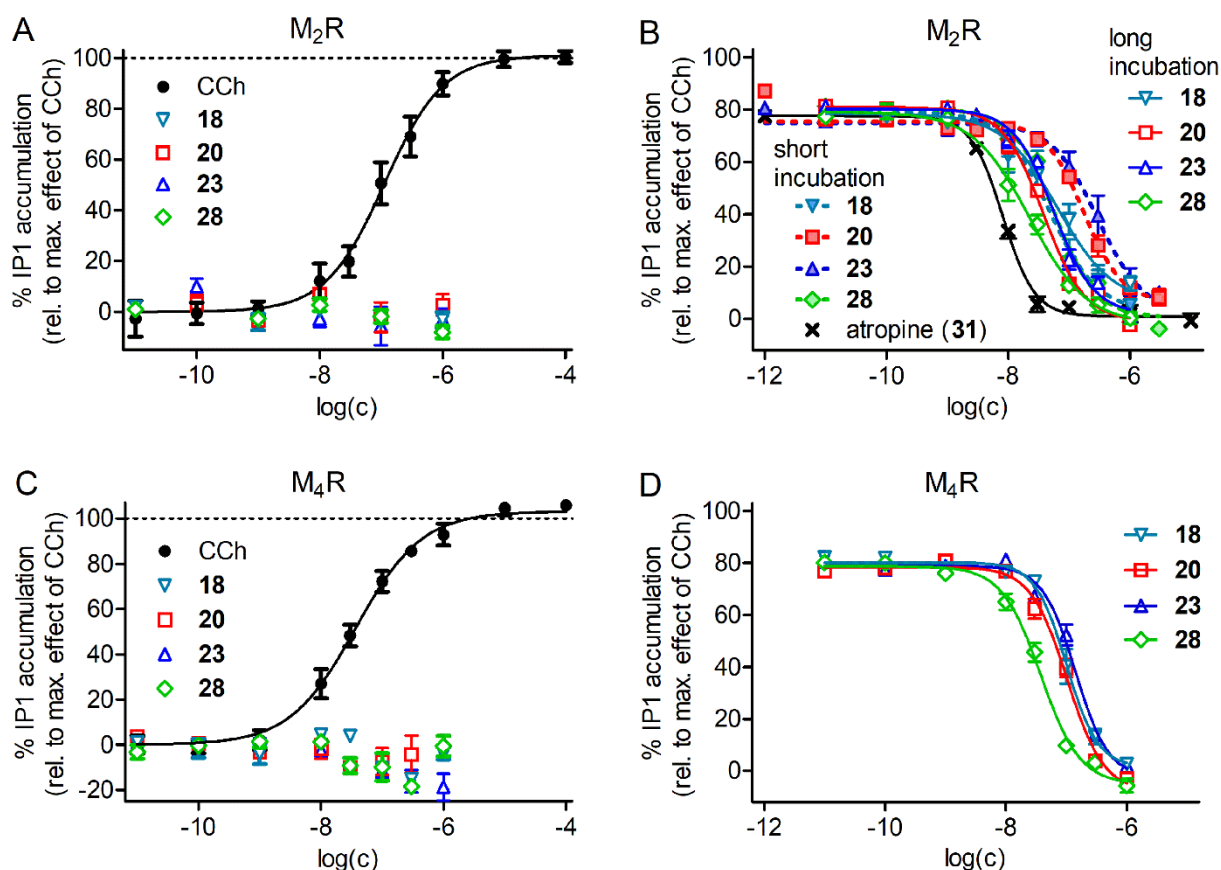 A
M2R
% IP1 accumulation
(rel. to max. effect of CCh)
100
80
60
40
20
0
CCh
18
20
23
28
-10
-8
-6
-4
log(c)
B
M2R
% IP1 accumulation
(rel. to max. effect of CCh)
100
80
60
40
20
0
long
incubation
18
20
23
28
short
incubation
18
20
23
28
atropine (31)
-12
-10
-8
-6
log(c)
C
M4R
% IP1 accumulation
(rel. to max. effect of CCh)
100
80
60
40
20
0
-20
CCh
18
20
23
28
-10
-8
-6
-4
log(c)
D
M4R
% IP1 accumulation
(rel. to max. effect of CCh)
100
80
60
40
20
0
18
20
23
28
-12
-10
-8
-6
log(c)